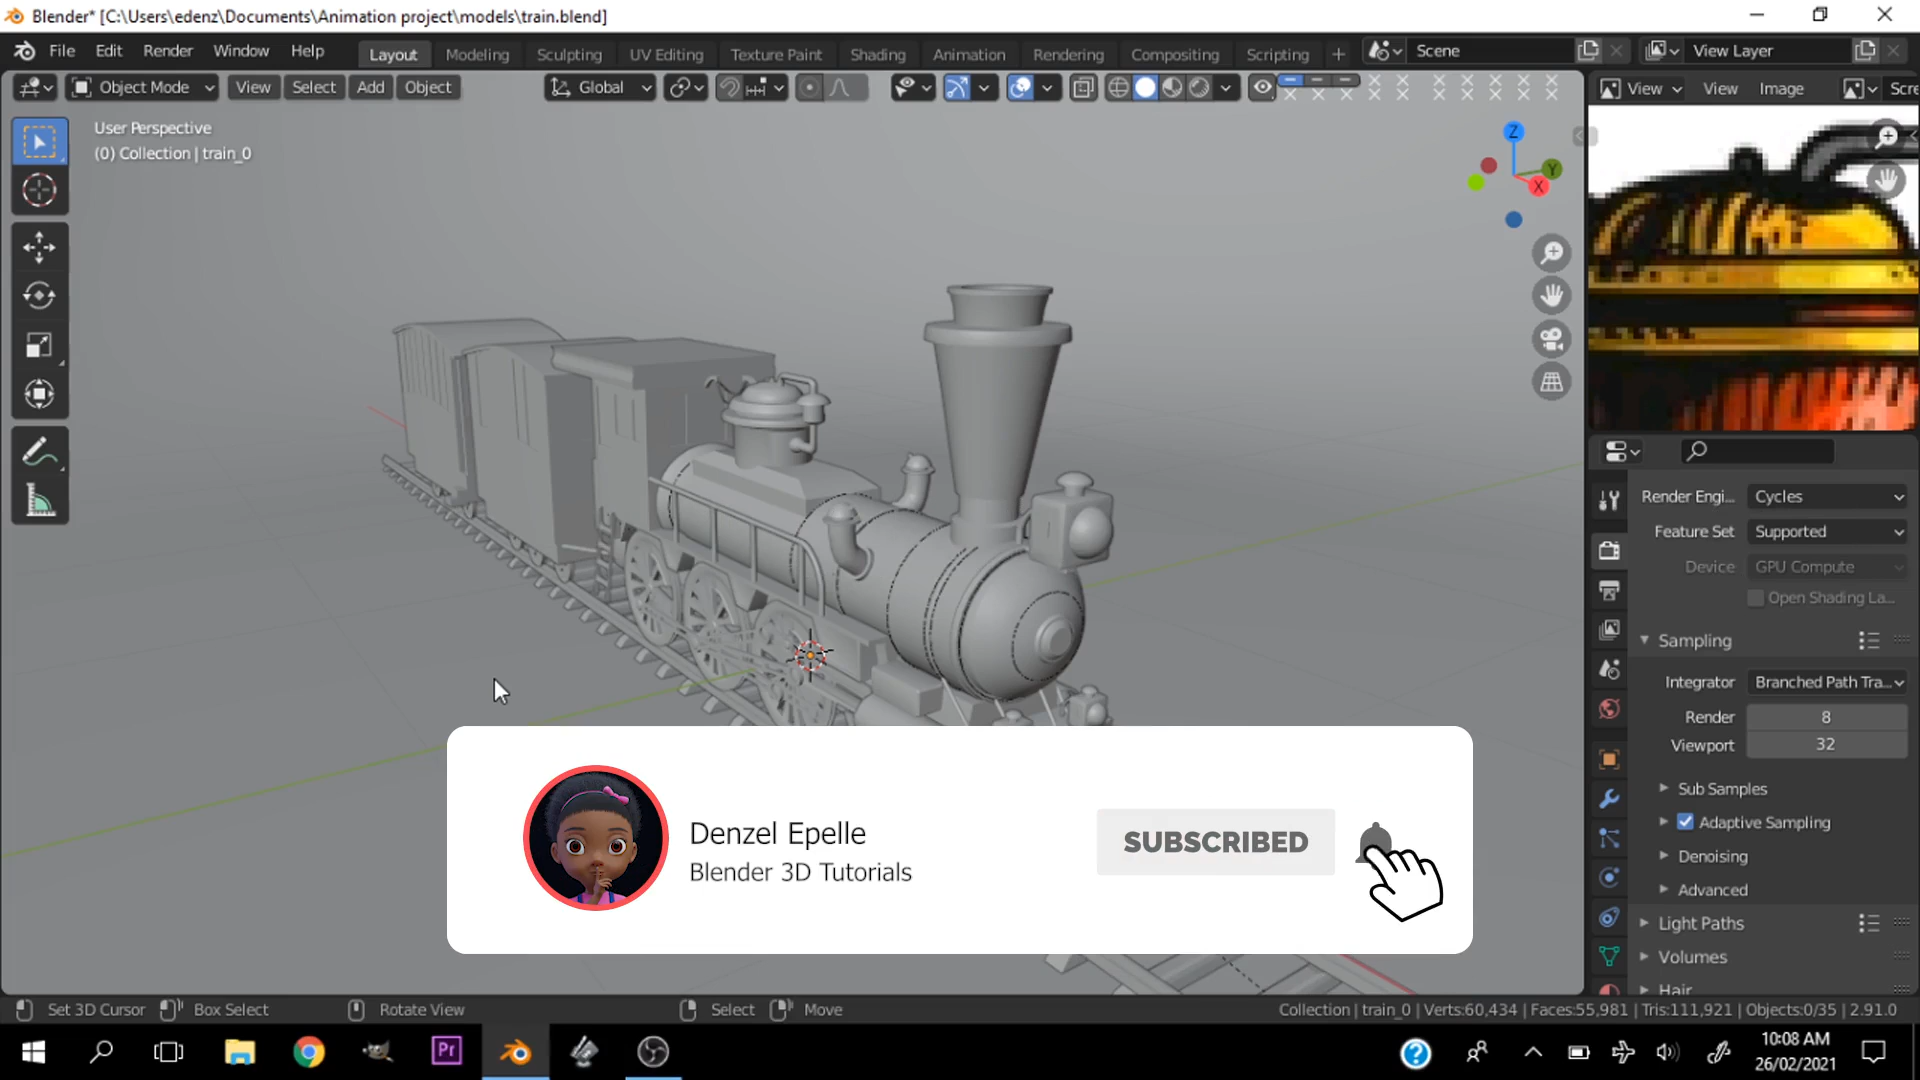 Blender* [C:\Users\edenz\Documents\Animation project\models\train.blend]
File Edit Render Window Help Layout Modeling Sculpting UV Editing Texture Paint Shading Animation Rendering Compositing Scripting + Scene View Layer
Object Mode View Select Add Object Global View View Image Scre
User Perspective
(0) Collection | train_0
Z
Y
X
Render Engi... Cycles
Feature Set Supported
Device GPU Compute
Open Shading La...
Sampling
Integrator Branched Path Tra...
Render 8
Viewport 32
Sub Samples
Adaptive Sampling
Denoising
Advanced
Light Paths
Volumes
Hair
Denzel Epelle
Blender 3D Tutorials
SUBSCRIBED
Set 3D Cursor Box Select Rotate View Select Move Collection | train_0 | Verts:60,434 | Faces:55,981 | Tris:111,921 | Objects:0/35 | 2.91.0
Pr
10:08 AM
26/02/2021